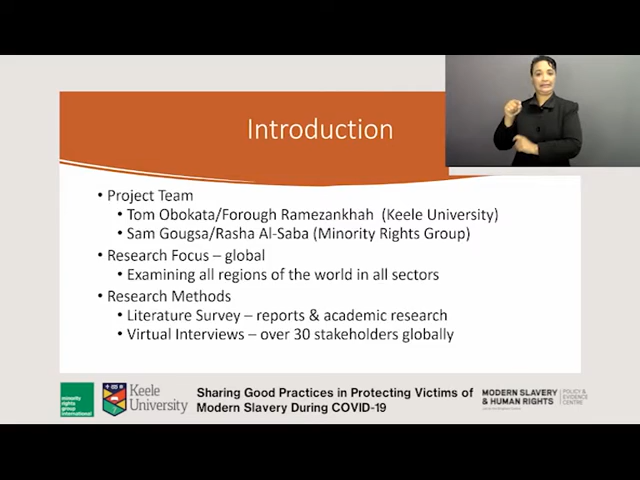 Introduction
• Project Team
• Tom Obokata/Forough Ramezankhah (Keele University)
• Sam Gougsa/Rasha Al-Saba (Minority Rights Group)
• Research Focus – global
• Examining all regions of the world in all sectors
• Research Methods
• Literature Survey – reports & academic research
• Virtual Interviews – over 30 stakeholders globally
minority
rights
group
international
Keele
University
Sharing Good Practices in Protecting Victims of
Modern Slavery During COVID-19
MODERN SLAVERY
& HUMAN RIGHTS
POLICY &
EVIDENCE
CENTRE